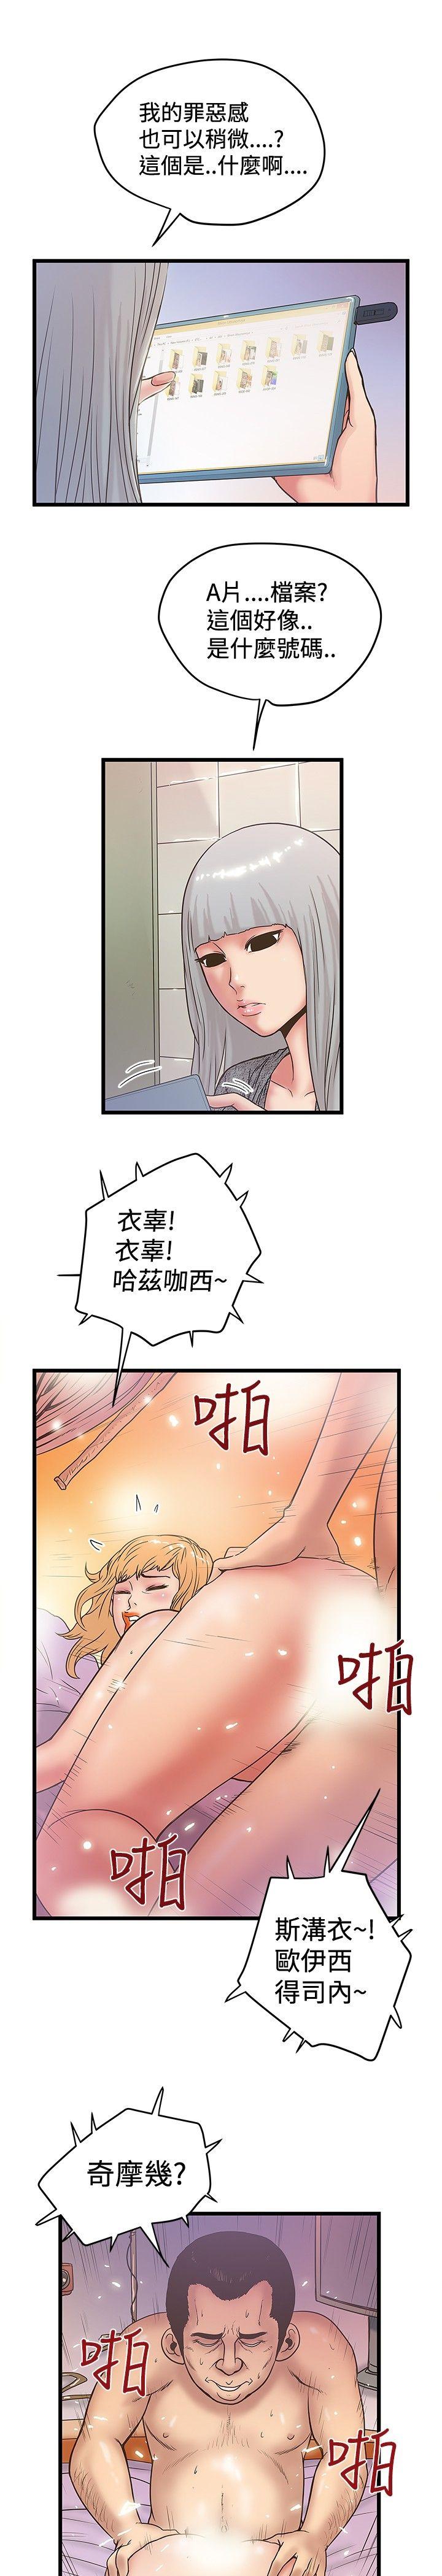 我的罪惡感
也可以稍微....?
這個是..什麼啊....
A片....檔案?
這個好像..
是什麼號碼..
衣辜!
衣辜!
哈茲咖西~
啪
啪
啪
斯溝衣~!
歐伊西
得司內~
奇摩幾?
啪
啪